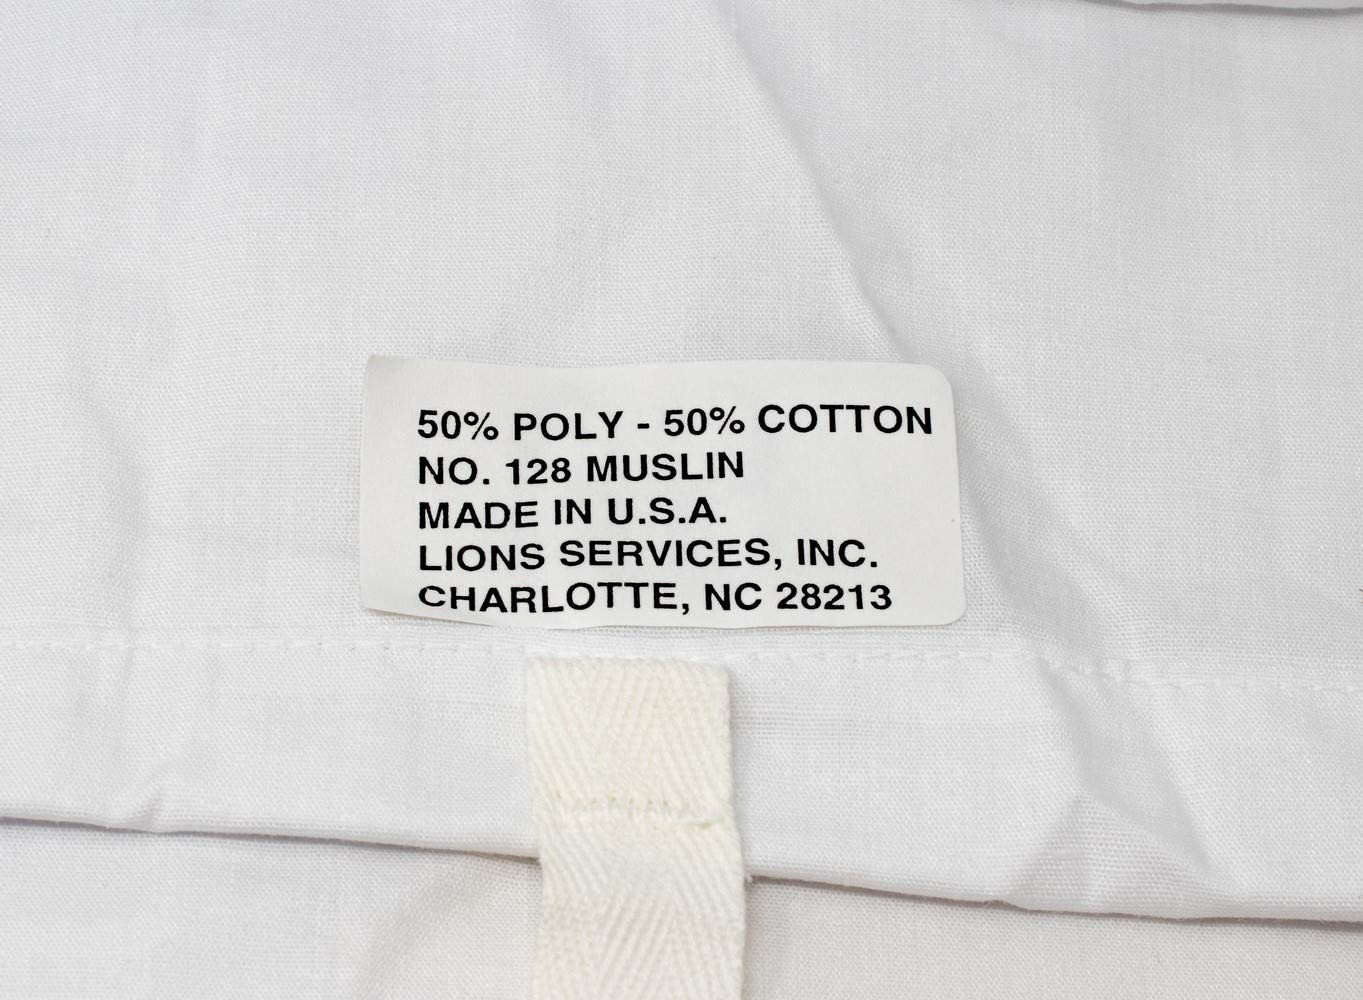 50% POLY - 50% COTTON
NO. 128 MUSLIN
MADE IN U.S.A.
LIONS SERVICES, INC.
CHARLOTTE, NC 28213